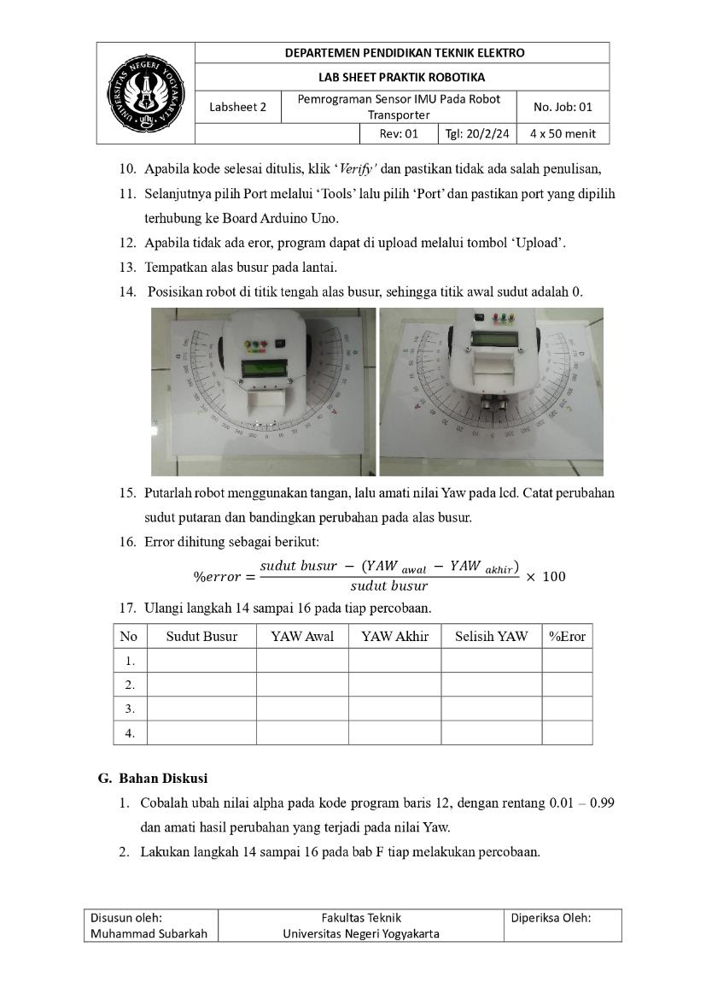 UNIVERSITAS NEGERI YOGYAKARTA
uny
DEPARTEMEN PENDIDIKAN TEKNIK ELEKTRO
LAB SHEET PRAKTIK ROBOTIKA
Labsheet 2
Pemrograman Sensor IMU Pada Robot
Transporter
No. Job: 01
Rev: 01
Tgl: 20/2/24
4 x 50 menit
10. Apabila kode selesai ditulis, klik ‘Verify’ dan pastikan tidak ada salah penulisan,
11. Selanjutnya pilih Port melalui ‘Tools’ lalu pilih ‘Port’ dan pastikan port yang dipilih
terhubung ke Board Arduino Uno.
12. Apabila tidak ada eror, program dapat di upload melalui tombol ‘Upload’.
13. Tempatkan alas busur pada lantai.
14. Posisikan robot di titik tengah alas busur, sehingga titik awal sudut adalah 0.
15. Putarlah robot menggunakan tangan, lalu amati nilai Yaw pada lcd. Catat perubahan
sudut putaran dan bandingkan perubahan pada alas busur.
16. Error dihitung sebagai berikut:
%error = sudut busur − (YAW awal − YAW akhir) / sudut busur × 100
17. Ulangi langkah 14 sampai 16 pada tiap percobaan.
No Sudut Busur YAW Awal YAW Akhir Selisih YAW %Eror
1.
2.
3.
4.
G. Bahan Diskusi
1. Cobalah ubah nilai alpha pada kode program baris 12, dengan rentang 0.01 – 0.99
dan amati hasil perubahan yang terjadi pada nilai Yaw.
2. Lakukan langkah 14 sampai 16 pada bab F tiap melakukan percobaan.
Disusun oleh:
Muhammad Subarkah
Fakultas Teknik
Universitas Negeri Yogyakarta
Diperiksa Oleh: